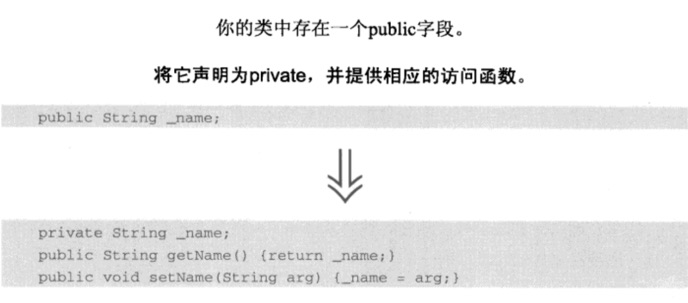 你的类中存在一个public字段。
将它声明为private，并提供相应的访问函数。
public String _name;
private String _name;
public String getName() {return _name;)
public void setName(String arg) {_name = arg;}